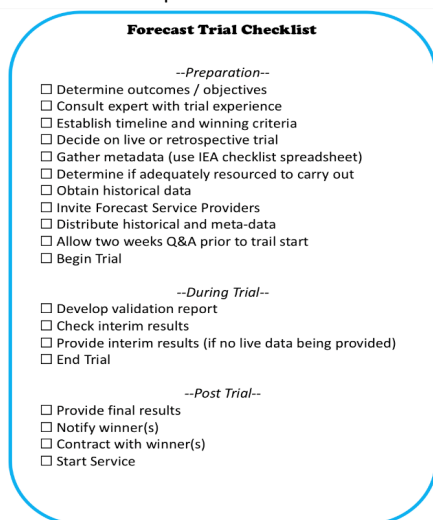 Forecast Trial Checklist
--Preparation--
☐ Determine outcomes / objectives
☐ Consult expert with trial experience
☐ Establish timeline and winning criteria
☐ Decide on live or retrospective trial
☐ Gather metadata (use IEA checklist spreadsheet)
☐ Determine if adequately resourced to carry out
☐ Obtain historical data
☐ Invite Forecast Service Providers
☐ Distribute historical and meta-data
☐ Allow two weeks Q&A prior to trail start
☐ Begin Trial
--During Trial--
☐ Develop validation report
☐ Check interim results
☐ Provide interim results (if no live data being provided)
☐ End Trial
--Post Trial--
☐ Provide final results
☐ Notify winner(s)
☐ Contract with winner(s)
☐ Start Service